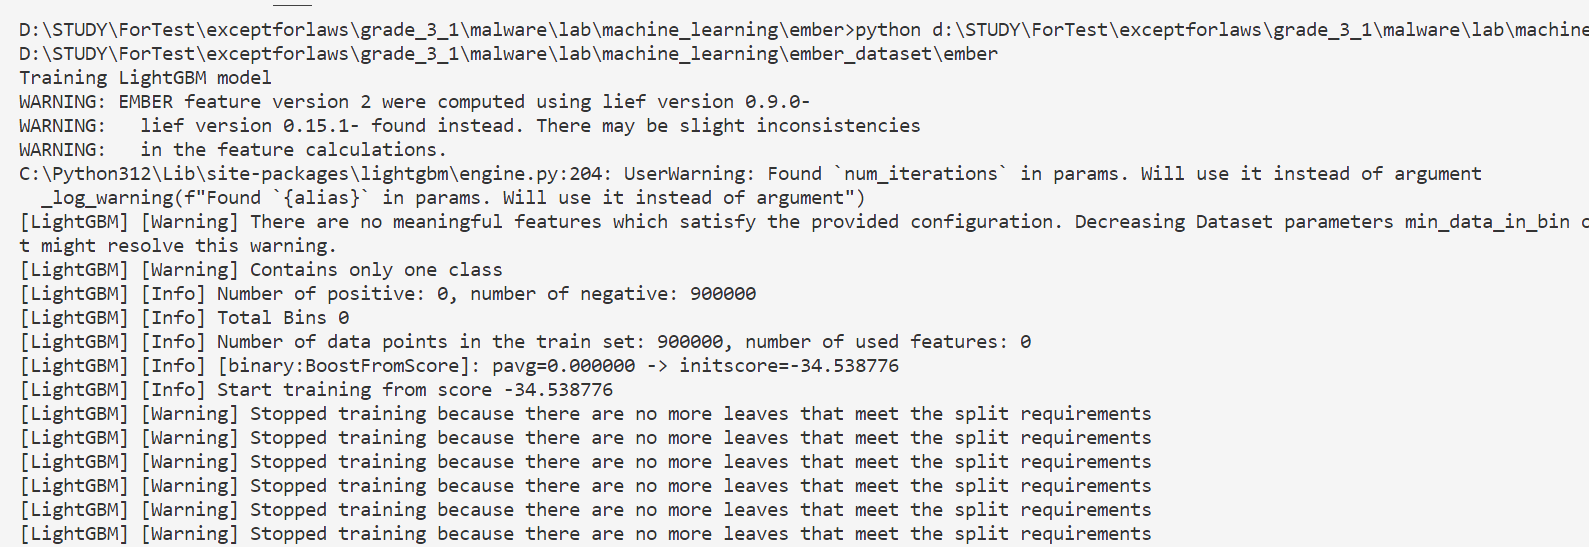 D:\STUDY\ForTest\exceptforlaws\grade_3_1\malware\lab\machine_learning\ember>python d:\STUDY\ForTest\exceptforlaws\grade_3_1\malware\lab\machine
D:\STUDY\ForTest\exceptforlaws\grade_3_1\malware\lab\machine_learning\ember_dataset\ember
Training LightGBM model
WARNING: EMBER feature version 2 were computed using lief version 0.9.0-
WARNING:   lief version 0.15.1- found instead. There may be slight inconsistencies
WARNING:   in the feature calculations.
C:\Python312\Lib\site-packages\lightgbm\engine.py:204: UserWarning: Found `num_iterations` in params. Will use it instead of argument
  _log_warning(f"Found `{alias}` in params. Will use it instead of argument")
[LightGBM] [Warning] There are no meaningful features which satisfy the provided configuration. Decreasing Dataset parameters min_data_in_bin
t might resolve this warning.
[LightGBM] [Warning] Contains only one class
[LightGBM] [Info] Number of positive: 0, number of negative: 900000
[LightGBM] [Info] Total Bins 0
[LightGBM] [Info] Number of data points in the train set: 900000, number of used features: 0
[LightGBM] [Info] [binary:BoostFromScore]: pavg=0.000000 -> initscore=-34.538776
[LightGBM] [Info] Start training from score -34.538776
[LightGBM] [Warning] Stopped training because there are no more leaves that meet the split requirements
[LightGBM] [Warning] Stopped training because there are no more leaves that meet the split requirements
[LightGBM] [Warning] Stopped training because there are no more leaves that meet the split requirements
[LightGBM] [Warning] Stopped training because there are no more leaves that meet the split requirements
[LightGBM] [Warning] Stopped training because there are no more leaves that meet the split requirements
[LightGBM] [Warning] Stopped training because there are no more leaves that meet the split requirements